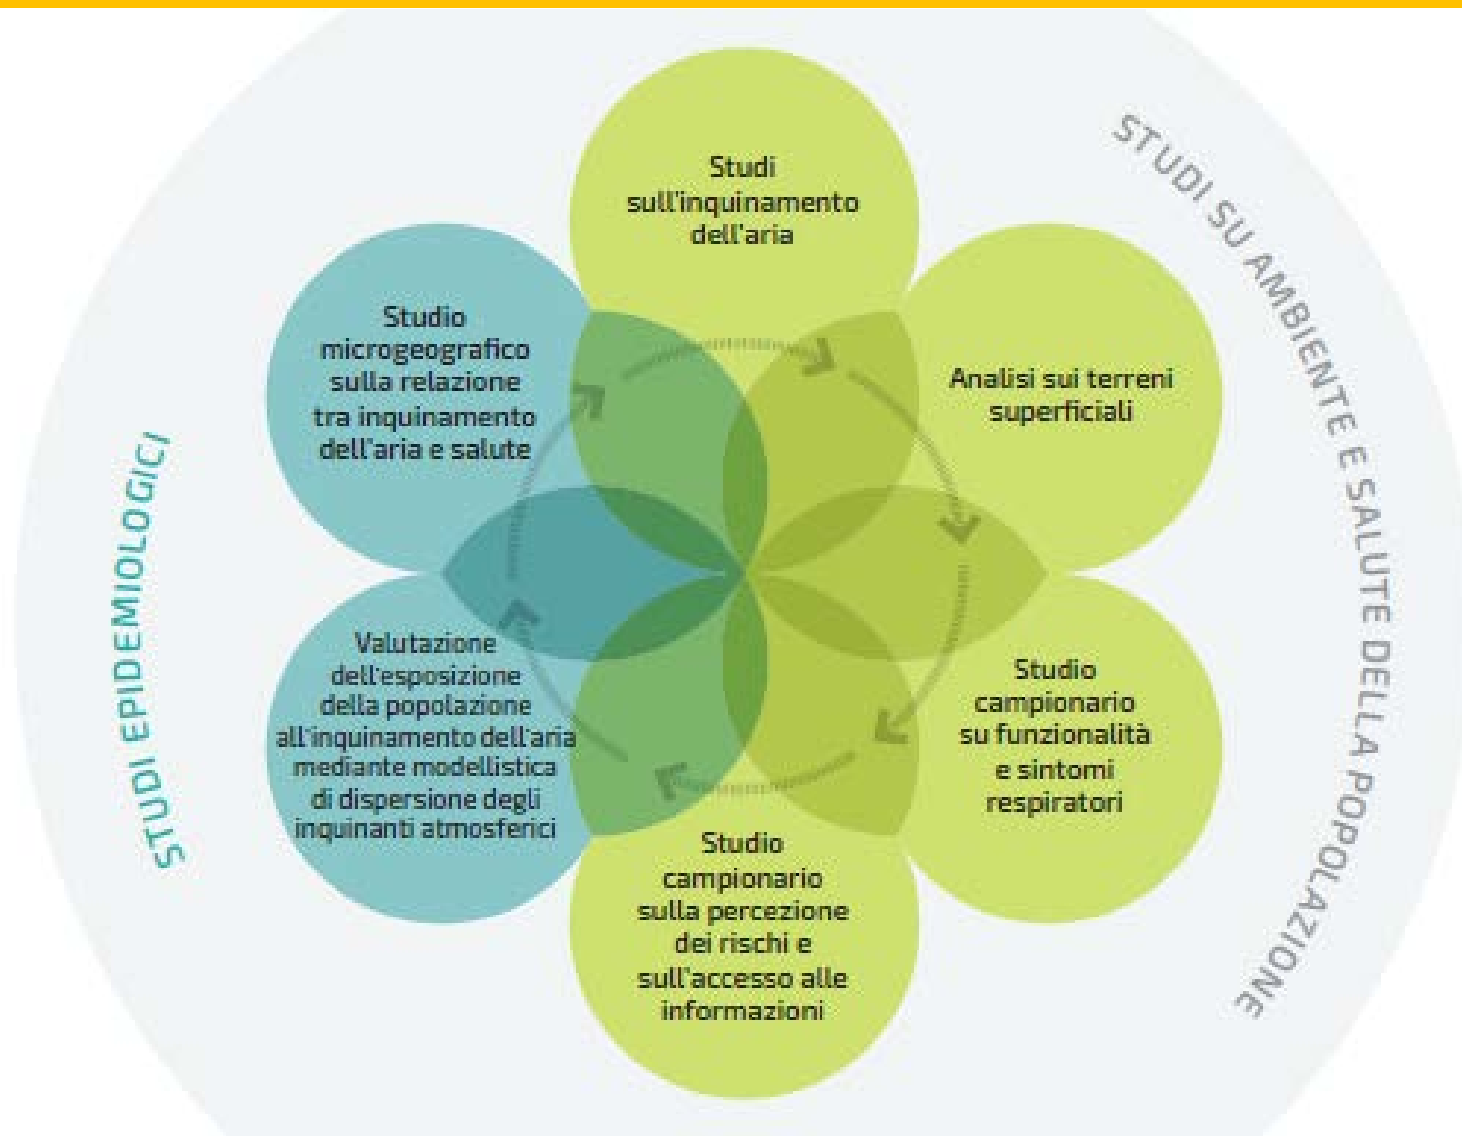 Studi
sull'inquinamento
dell'aria
Analisi sui terreni
superficiali
Studio
campionario
su funzionalità
e sintomi
respiratori
Studio
campionario
sulla percezione
dei rischi e
sull'accesso alle
informazioni
Valutazione
dell'esposizione
della popolazione
all'inquinamento dell'aria
mediante modellistica
di dispersione degli
inquinanti atmosferici
Studio
microgeografico
sulla relazione
tra inquinamento
dell'aria e salute
STUDI EPIDEMIOLOGICI
STUDI SU AMBIENTE E SALUTE DELLA POPOLAZIONE